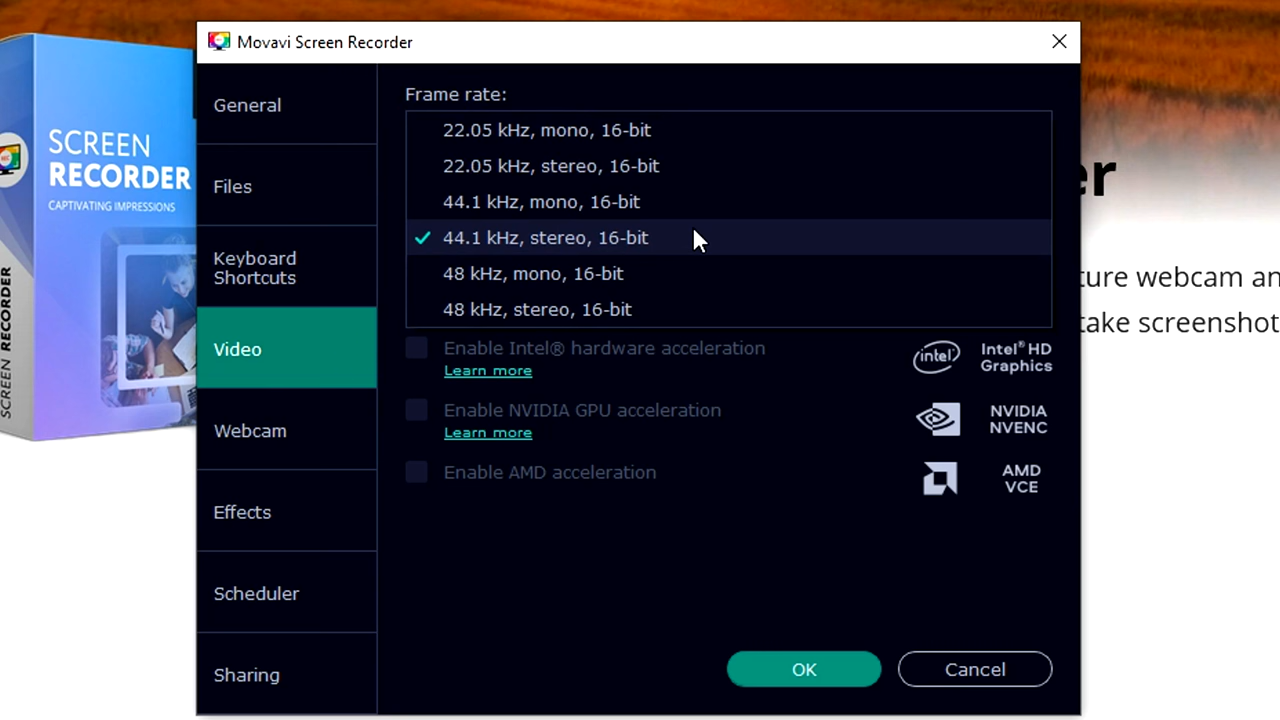 Movavi Screen Recorder
General
Files
Keyboard
Shortcuts
Video
Webcam
Effects
Scheduler
Sharing
Frame rate:
22.05 kHz, mono, 16-bit
22.05 kHz, stereo, 16-bit
44.1 kHz, mono, 16-bit
44.1 kHz, stereo, 16-bit
48 kHz, mono, 16-bit
48 kHz, stereo, 16-bit
Enable Intel® hardware acceleration
Learn more
intel
Intel® HD
Graphics
Enable NVIDIA GPU acceleration
Learn more
NVIDIA
NVENC
Enable AMD acceleration
AMD
VCE
OK
Cancel
SCREEN
RECORDER
CAPTIVATING IMPRESSIONS
SCREEN RECORDER
er
ture webcam an
take screenshot